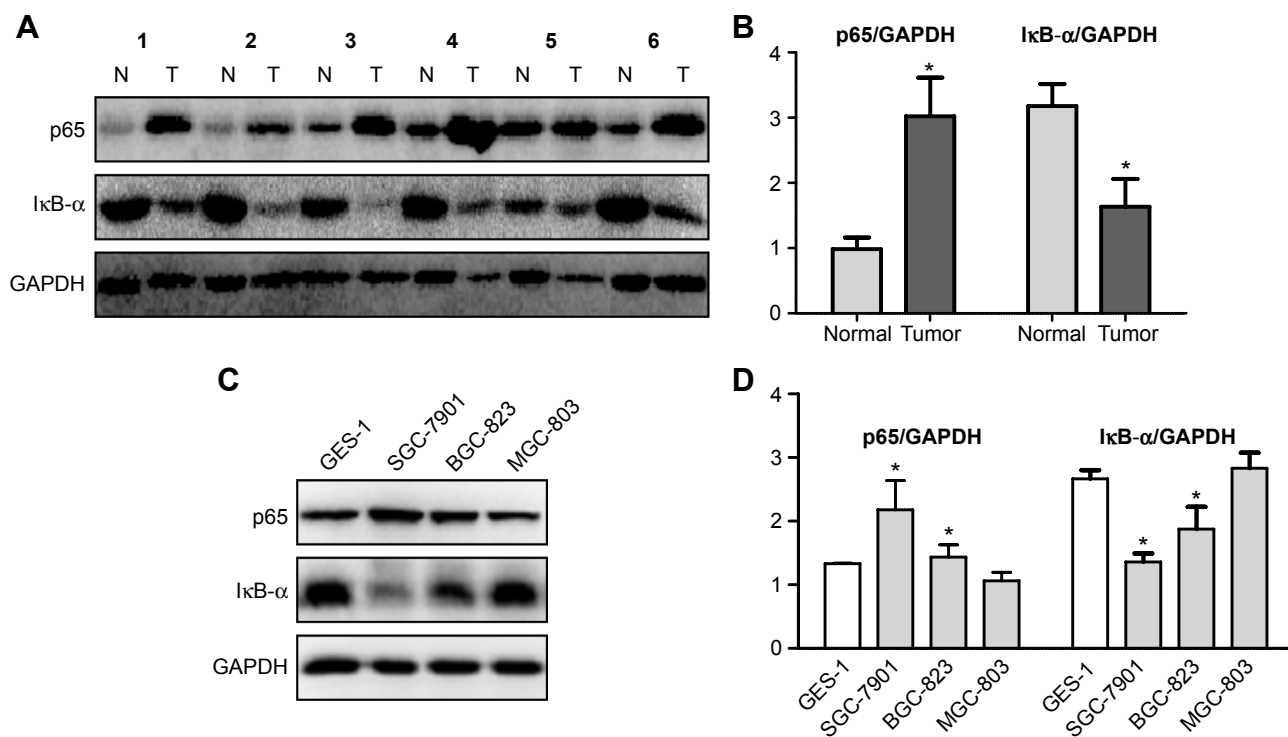 A
1 2 3 4 5 6
N T N T N T N T N T N T
p65
IκB-α
GAPDH
B
p65/GAPDH IκB-α/GAPDH
4
3
2
1
0
Normal Tumor Normal Tumor
* *
C
GES-1 SGC-7901 BGC-823 MGC-803
p65
IκB-α
GAPDH
D
p65/GAPDH IκB-α/GAPDH
4
3
2
1
0
* * * *
GES-1 SGC-7901 BGC-823 MGC-803 GES-1 SGC-7901 BGC-823 MGC-803